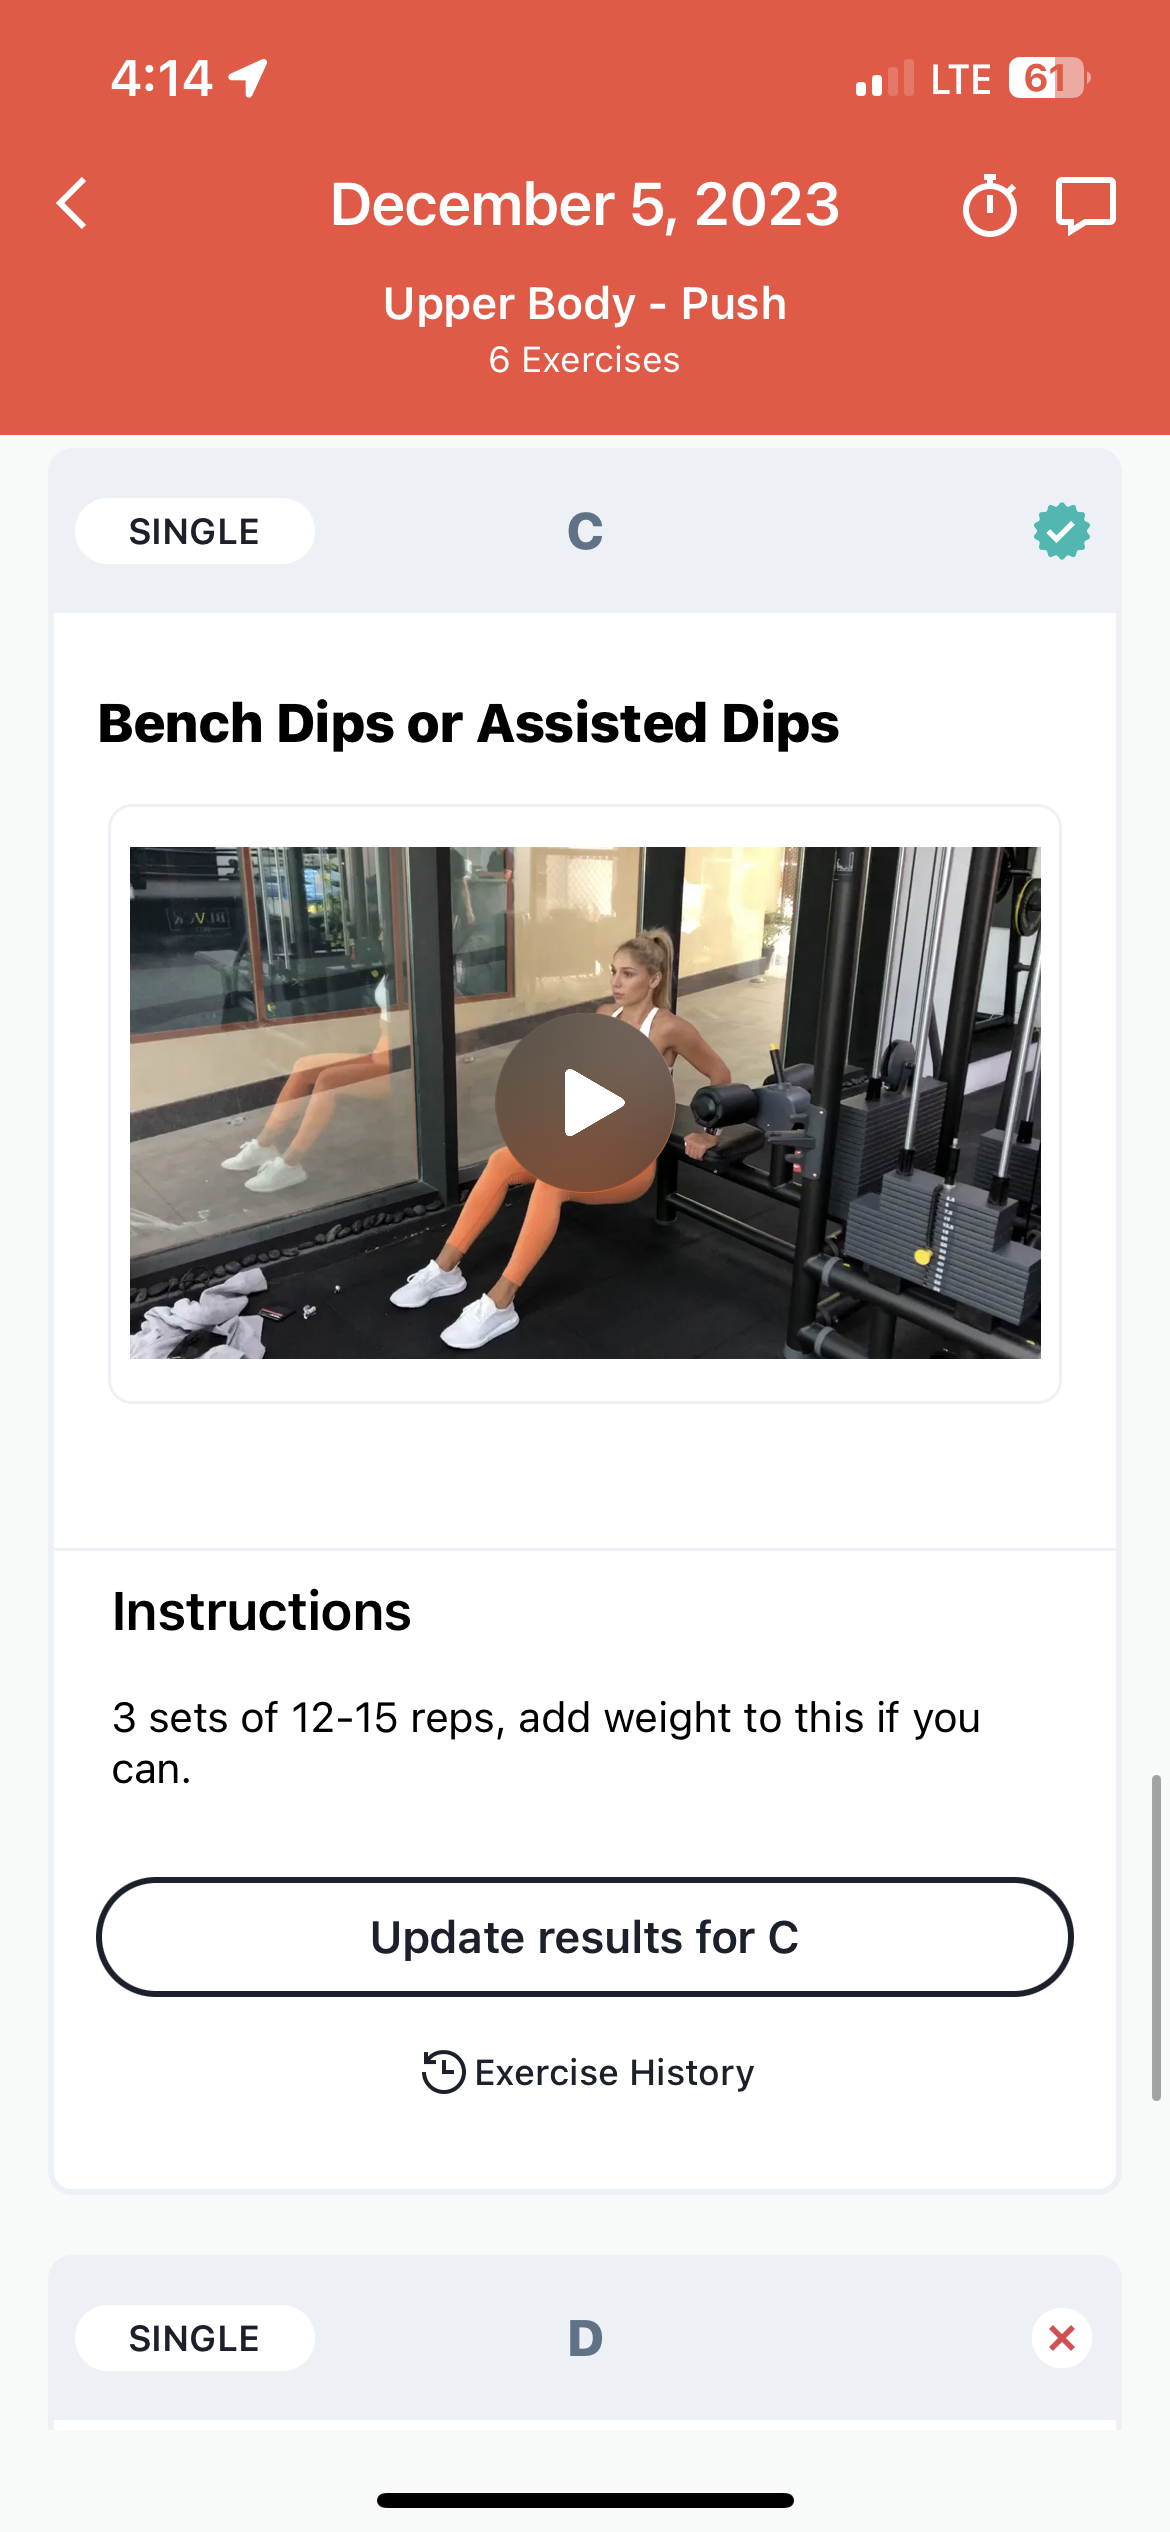 4:14
LTE 61
December 5, 2023
Upper Body - Push
6 Exercises
SINGLE
C
Bench Dips or Assisted Dips
Instructions
3 sets of 12-15 reps, add weight to this if you
can.
Update results for C
Exercise History
SINGLE
D